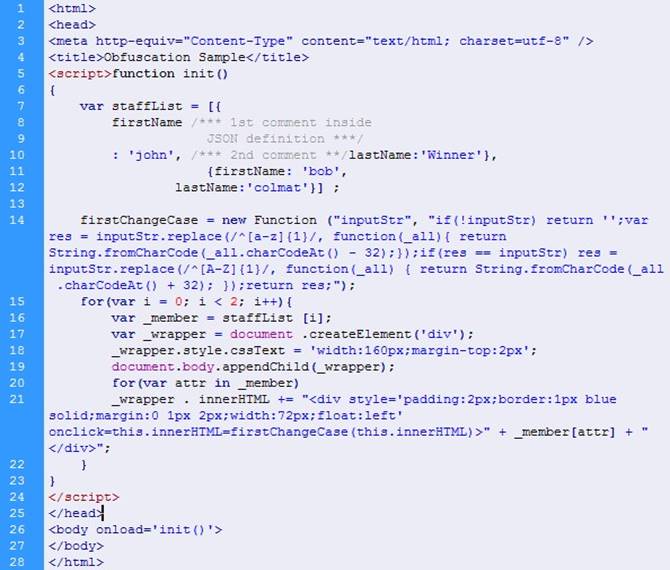 1 <html>
2 <head>
3 <meta http-equiv="Content-Type" content="text/html; charset=utf-8" />
4 <title>Obfuscation Sample</title>
5 <script>function init()
6 {
7     var staffList = [{
8         firstName /*** 1st comment inside
9                     JSON definition ***/
10         : 'john', /*** 2nd comment **/lastName:'Winner'},
11                     {firstName: 'bob',
12                 lastName:'colmat'}] ;
13
14     firstChangeCase = new Function ("inputStr", "if(!inputStr) return '';var
res = inputStr.replace(/^[a-z]{1}/, function(_all){ return
String.fromCharCode(_all.charCodeAt() - 32);});if(res == inputStr) res =
inputStr.replace(/^[A-Z]{1}/, function(_all) { return String.fromCharCode(_all
.charCodeAt() + 32); });return res;");
15     for(var i = 0; i < 2; i++){
16         var _member = staffList [i];
17         var _wrapper = document .createElement('div');
18         _wrapper.style.cssText = 'width:160px;margin-top:2px';
19         document.body.appendChild(_wrapper);
20         for(var attr in _member)
21         _wrapper . innerHTML += "<div style='padding:2px;border:1px blue
solid;margin:0 1px 2px;width:72px;float:left'
onclick=this.innerHTML=firstChangeCase(this.innerHTML)>" + _member[attr] + "
</div>";
22     }
23 }
24 </script>
25 </head>
26 <body onload='init()'>
27 </body>
28 </html>